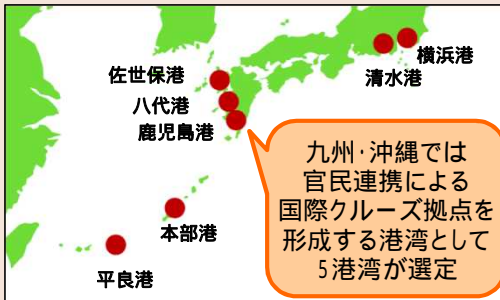 横浜港
清水港
佐世保港
八代港
鹿児島港
本部港
平良港
九州・沖縄では
官民連携による
国際クルーズ拠点を
形成する港湾として
5港湾が選定